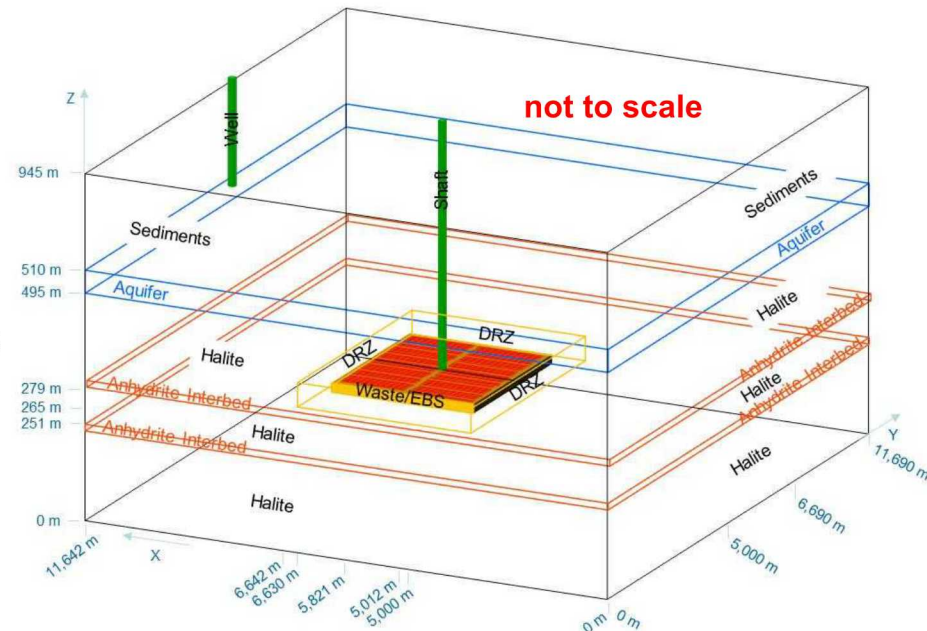 not to scale
Z
Well
Shaft
945 m
Sediments
Sediments
510 m
495 m
Aquifer
Aquifer
Halite
Halite
DRZ
DRZ
DRZ
Waste/EBS
Anhydrite Interbed
Anhydrite Interbed
Halite
279 m
265 m
251 m
Anhydrite Interbed
Anhydrite Interbed
Halite
Halite
Halite
0 m
Y
X
11,642 m
6,642 m
6,630 m
5,821 m
5,012 m
5,000 m
0 m
0 m
5,000 m
6,690 m
11,690 m